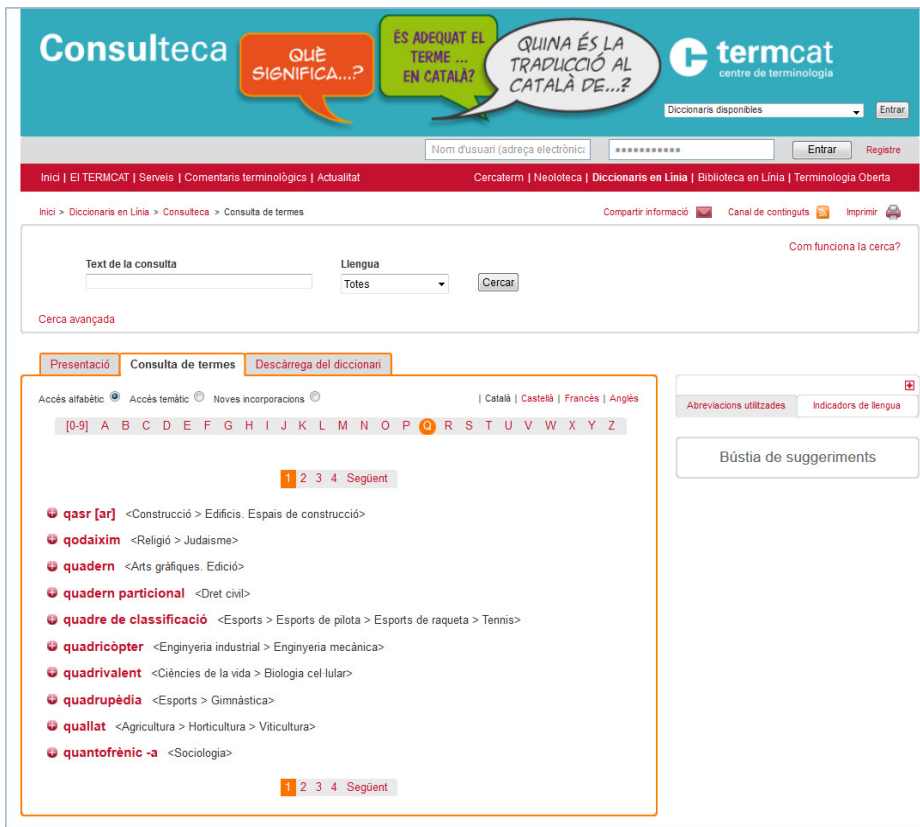 Consulteca
QUÈ
SIGNIFICA...?
ÉS ADEQUAT EL
TERME ...
EN CATALÀ?
QUINA ÉS LA
TRADUCCIÓ AL
CATALÀ DE...?
termcat
centre de terminologia
Diccionaris disponibles Entrar
Nom d'usuari (adreça electrònica Entrar Registre
Inici | El TERMCAT | Serveis | Comentaris terminològics | Actualitat Cercaterm | Neoloteca | Diccionaris en Línia | Biblioteca en Línia | Terminologia Oberta
Inici > Diccionaris en Línia > Consulteca > Consulta de termes Compartir informació Canal de continguts Imprimir
Com funciona la cerca?
Text de la consulta Llengua
Totes Cercar
Cerca avançada
Presentació Consulta de termes Descàrrega del diccionari
Accés alfabètic Accés temàtic Noves incorporacions | Català | Castellà | Francès | Anglès
[0-9] A B C D E F G H I J K L M N O P Q R S T U V W X Y Z
Abreviacions utilitzades Indicadors de llengua
Bústia de suggeriments
1 2 3 4 Següent
qasr [ar] <Construcció > Edificis. Espais de construcció>
qodaixim <Religió > Judaisme>
quadern <Arts gràfiques. Edició>
quadern particional <Dret civil>
quadre de classificació <Esports > Esports de pilota > Esports de raqueta > Tennis>
quadricòpter <Enginyeria industrial > Enginyeria mecànica>
quadrivalent <Ciències de la vida > Biologia cel·lular>
quadrupèdia <Esports > Gimnàstica>
quallat <Agricultura > Horticultura > Viticultura>
quantofrènic -a <Sociologia>
1 2 3 4 Següent